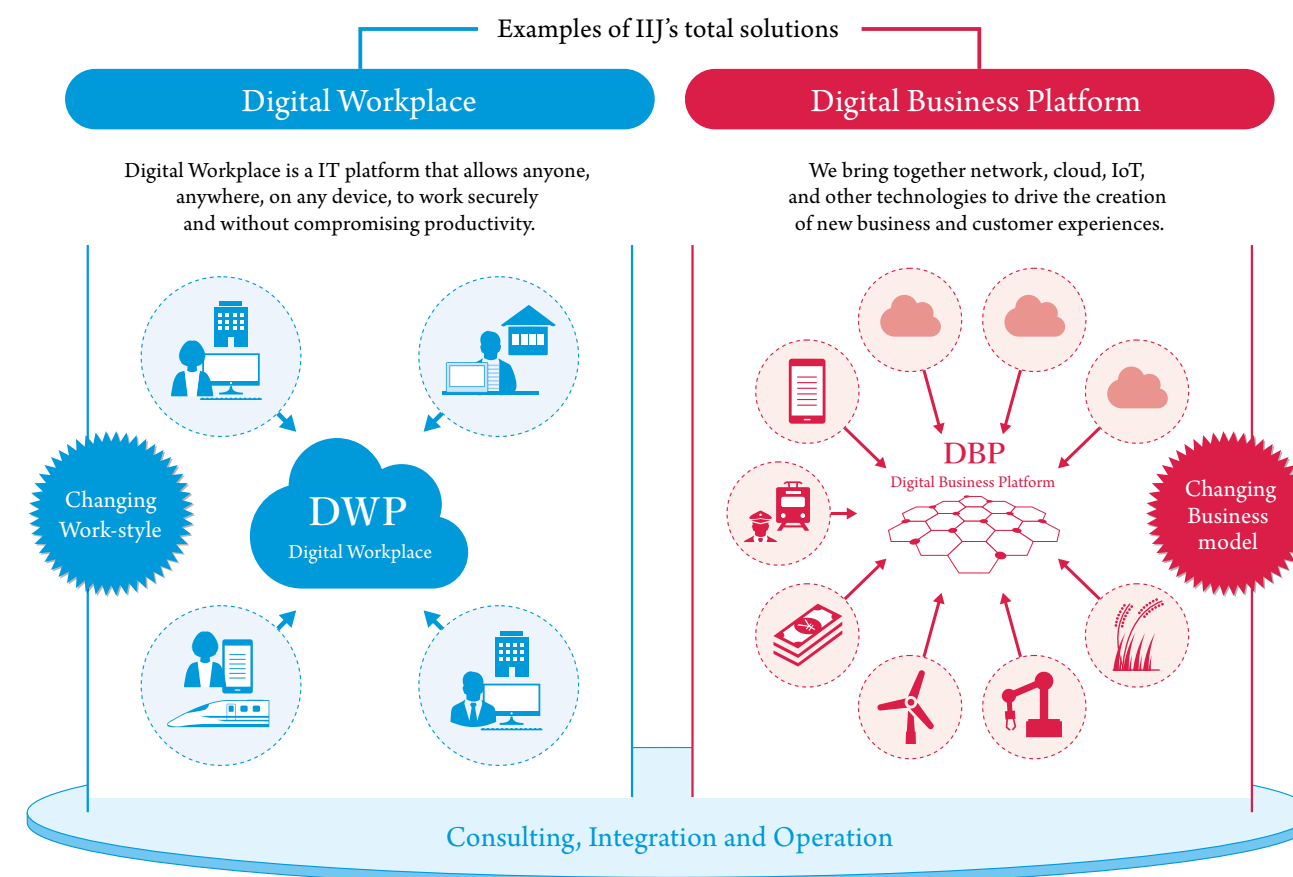 Examples of IIJ's total solutions
Digital Workplace
Digital Workplace is a IT platform that allows anyone,
anywhere, on any device, to work securely
and without compromising productivity.
Changing
Work-style
DWP
Digital Workplace
Digital Business Platform
We bring together network, cloud, IoT,
and other technologies to drive the creation
of new business and customer experiences.
DBP
Digital Business Platform
¥
Changing
Business
model
Consulting, Integration and Operation